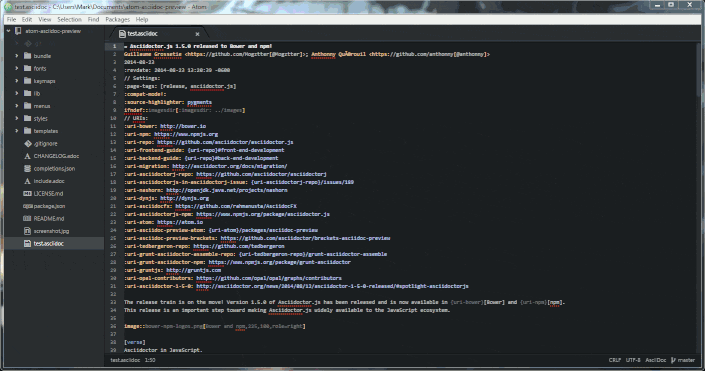 test.asciidoc - C:\Users\Mark\Documents\atom-asciidoc-preview - Atom
File Edit View Selection Find Packages Help
atom-asciidoc-preview
.git
bundle
fonts
keymaps
lib
menus
styles
templates
.gitignore
CHANGELOG.adoc
completions.json
include.adoc
LICENSE.md
package.json
README.md
screenshot.jpg
test.asciidoc
test.asciidoc
1 = Asciidoctor.js 1.5.0 released to Bower and npm!
2 Guillaume Grossetie <https://github.com/Mogztter[@Mogztter]>; Anthonny <https://github.com/anthonny[@anthonny]>
3 2014-08-23
4 :revdate: 2014-08-23 13:20:39 -0600
5 // Settings:
6 :page-tags: [release, asciidoctor.js]
7 :compat-mode!:
8 :source-highlighter: pygments
9 ifndef::imagesdir[:imagesdir: ../images]
10 // URIs:
11 :uri-bower: http://bower.io
12 :uri-npm: https://www.npmjs.org
13 :uri-repo: https://github.com/asciidoctor/asciidoctor.js
14 :uri-frontend-guide: {uri-repo}#front-end-development
15 :uri-backend-guide: {uri-repo}#back-end-development
16 :uri-migration: http://asciidoctor.org/docs/migration/
17 :uri-asciidoctorj-repo: https://github.com/asciidoctor/asciidoctorj
18 :uri-asciidoctorjs-in-asciidoctorj-issue: {uri-asciidoctorj-repo}/issues/189
19 :uri-nashorn: http://openjdk.java.net/projects/nashorn
20 :uri-dynjs: http://dynjs.org
21 :uri-asciidocfx: https://github.com/rahmanusta/AsciidocFX
22 :uri-asciidoctorjs-npm: https://www.npmjs.org/package/asciidoctor.js
23 :uri-atom: https://atom.io
24 :uri-asciidoc-preview-atom: {uri-atom}/packages/asciidoc-preview
25 :uri-asciidoc-preview-brackets: https://github.com/asciidoctor/brackets-asciidoc-preview
26 :uri-tedbergeron-repo: https://github.com/tedbergeron
27 :uri-grunt-asciidoctor-assemble-repo: {uri-tedbergeron-repo}/grunt-asciidoctor-assemble
28 :uri-grunt-asciidoctor-npm: https://www.npmjs.org/package/grunt-asciidoctor
29 :uri-gruntjs: http://gruntjs.com
30 :uri-opal-contributors: https://github.com/opal/opal/graphs/contributors
31 :uri-asciidoctor-1-5-0: http://asciidoctor.org/news/2014/08/12/asciidoctor-1-5-0-released/#spotlight-asciidoctorjs
32
33 The release train is on the move! Version 1.5.0 of Asciidoctor.js has been released and is now available in {uri-bower}[Bower] and {uri-npm}[npm].
34 This release is an important step toward making Asciidoctor.js widely available to the JavaScript ecosystem.
35
36 image::bower-npm-logos.png[Bower and npm,235,100,role=right]
37
38 [verse]
39 Asciidoctor in JavaScript.
test.asciidoc 1:50 CRLF UTF-8 AsciiDoc master